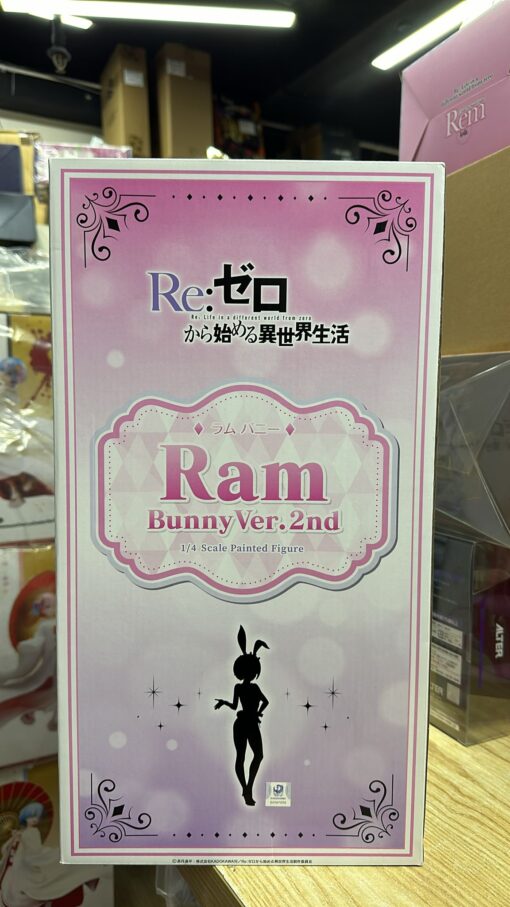 Rem
Re:ゼロ
Re: Life in a different world from zero
から始める異世界生活
ラム バニー
Ram
Bunny Ver.2nd
1/4 Scale Painted Figure
ALTER
ALTER